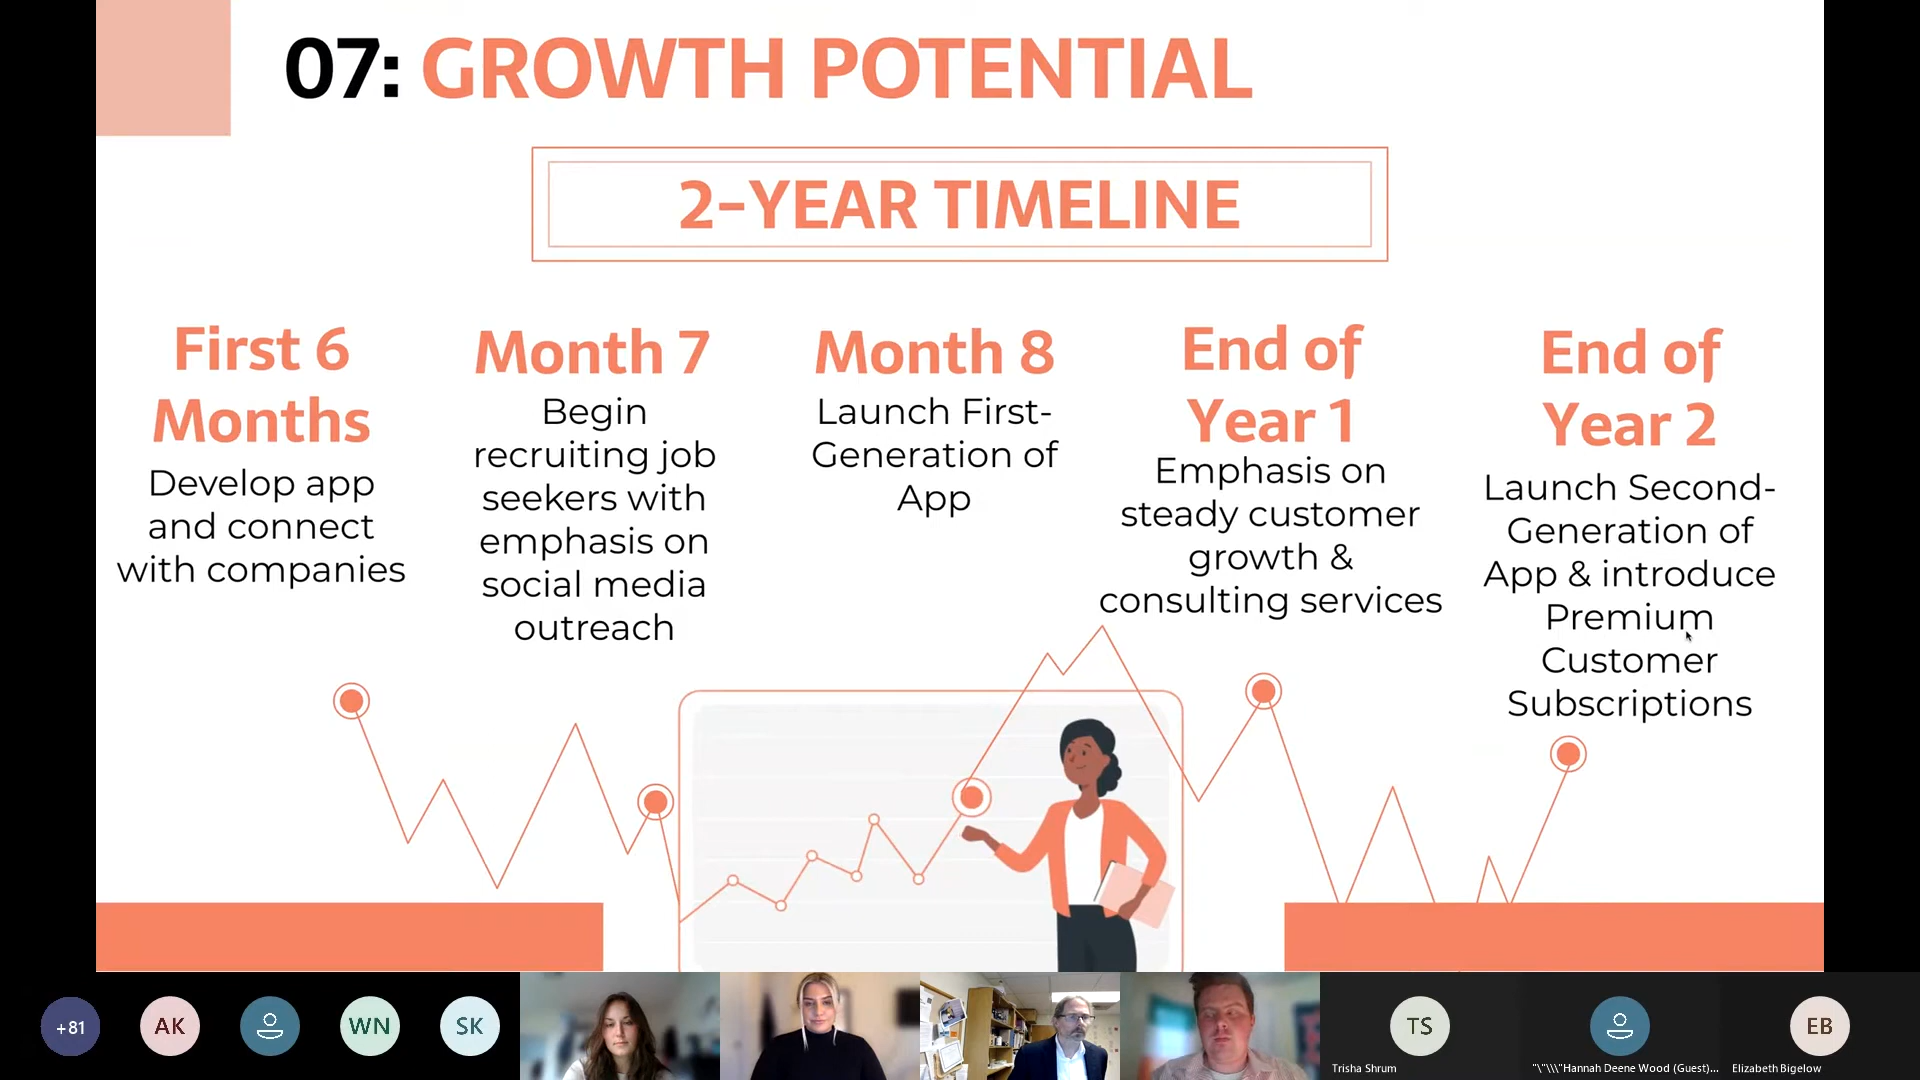 07: GROWTH POTENTIAL
2-YEAR TIMELINE
First 6
Months
Develop app
and connect
with companies
Month 7
Begin
recruiting job
seekers with
emphasis on
social media
outreach
Month 8
Launch First-
Generation of
App
End of
Year 1
Emphasis on
steady customer
growth &
consulting services
End of
Year 2
Launch Second-
Generation of
App & introduce
Premium
Customer
Subscriptions
+81
AK
WN
SK
TS
Trisha Shrum
"\"\\\"Hannah Deene Wood (Guest)...
EB
Elizabeth Bigelow